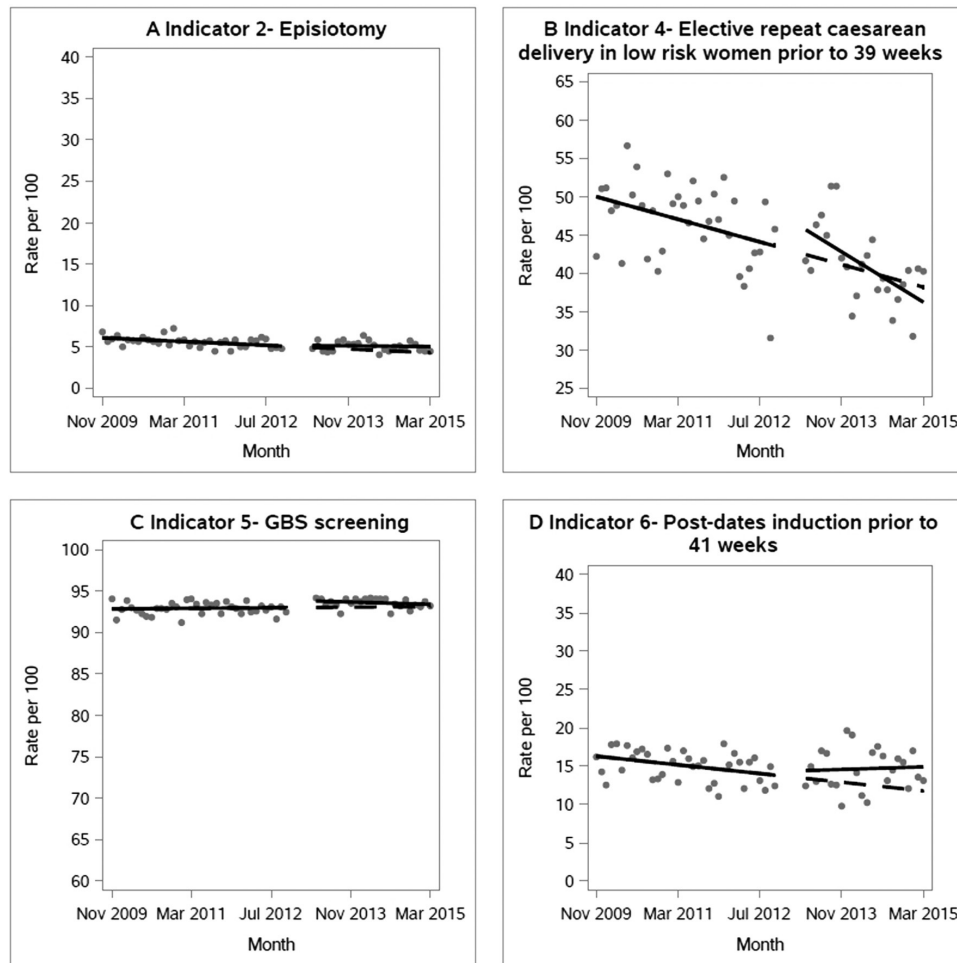 A Indicator 2- Episiotomy
40
35
30
25
20
15
10
5
0
Rate per 100
Nov 2009 Mar 2011 Jul 2012 Nov 2013 Mar 2015
Month
B Indicator 4- Elective repeat caesarean
delivery in low risk women prior to 39 weeks
65
60
55
50
45
40
35
30
25
Rate per 100
Nov 2009 Mar 2011 Jul 2012 Nov 2013 Mar 2015
Month
C Indicator 5- GBS screening
100
95
90
85
80
75
70
65
60
Rate per 100
Nov 2009 Mar 2011 Jul 2012 Nov 2013 Mar 2015
Month
D Indicator 6- Post-dates induction prior to
41 weeks
40
35
30
25
20
15
10
5
0
Rate per 100
Nov 2009 Mar 2011 Jul 2012 Nov 2013 Mar 2015
Month